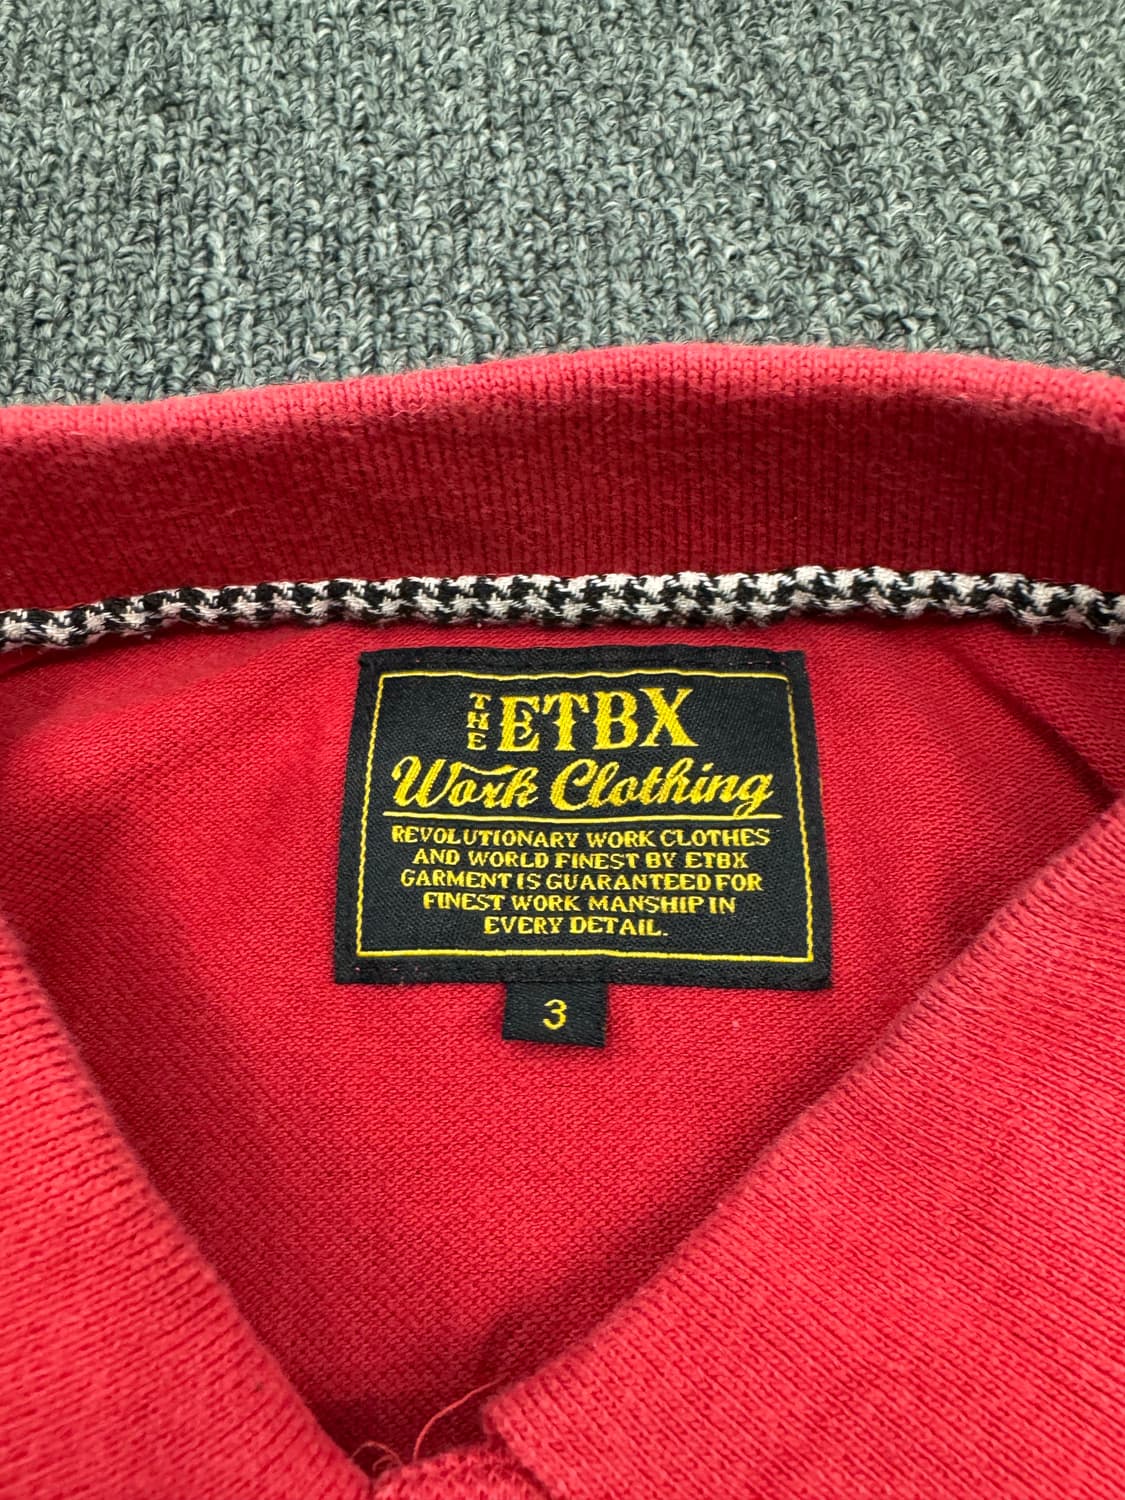 THE ETBX
Work Clothing
REVOLUTIONARY WORK CLOTHES
AND WORLD FINEST BY ETBX
GARMENT IS GUARANTEED FOR
FINEST WORK MANSHIP IN
EVERY DETAIL.
3